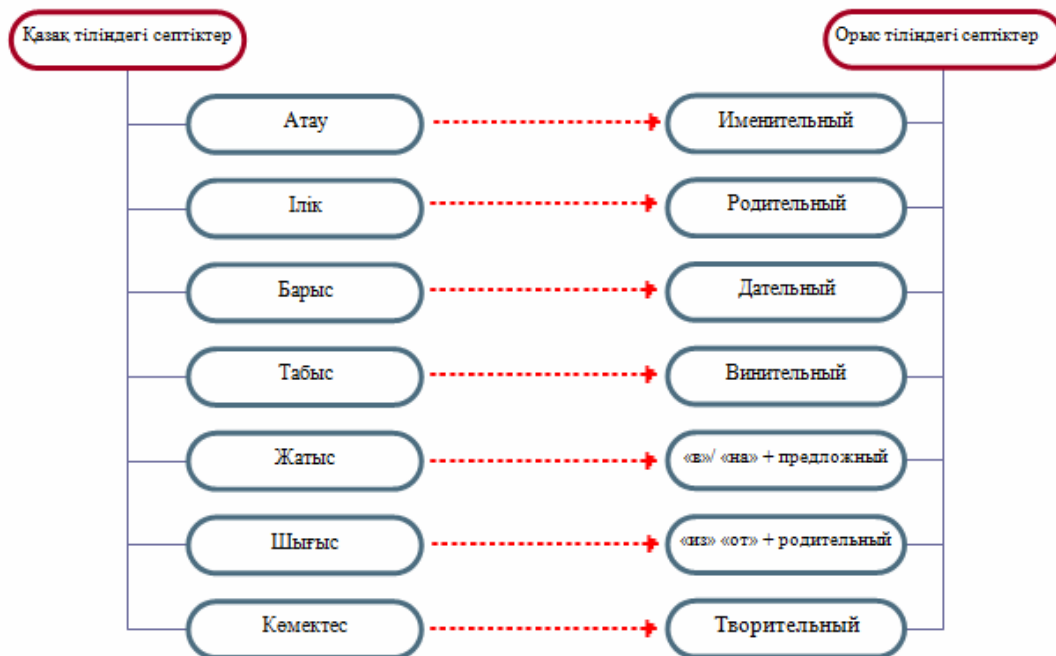 Қазақ тіліндегі септіктер
Орыс тіліндегі септіктер
Атау
Именительный
Ілік
Родительный
Барыс
Дательный
Табыс
Винительный
Жатыс
«в»/ «на» + предложный
Шығыс
«из» «от» + родительный
Көмектес
Творительный